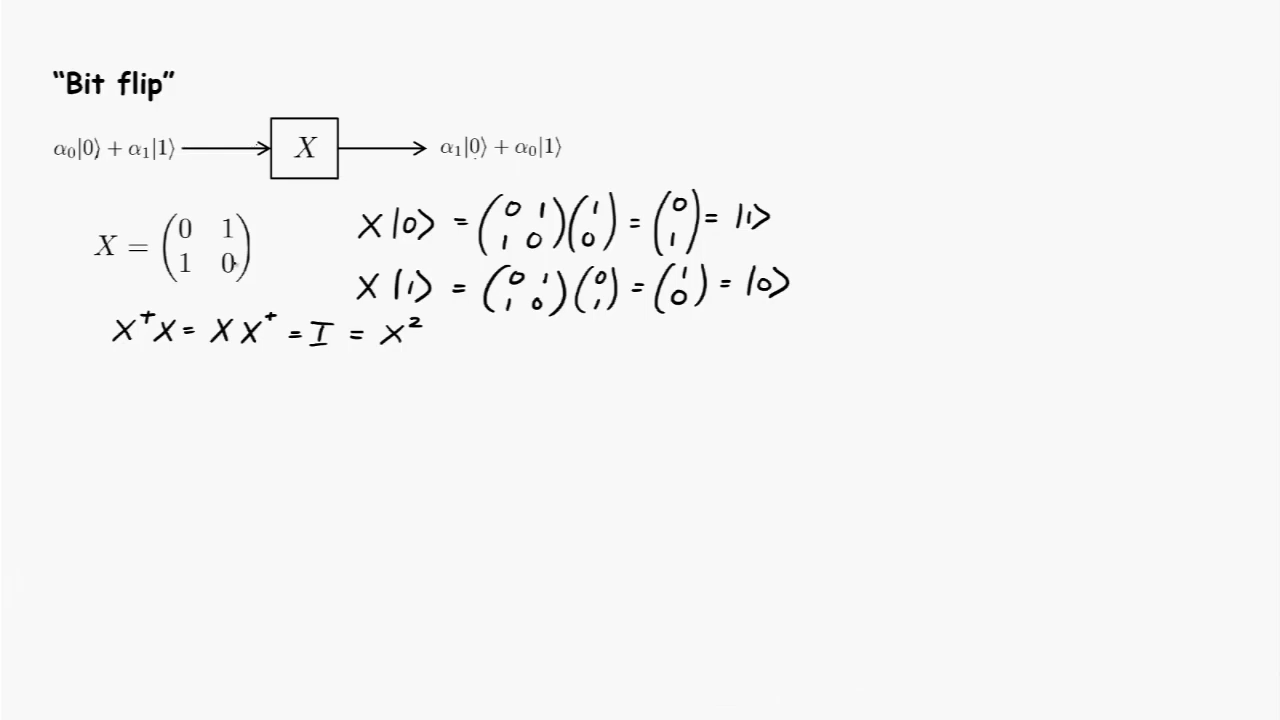 “Bit flip”
α₀|0⟩ + α₁|1⟩ → X → α₁|0⟩ + α₀|1⟩
X = (0 1; 1 0)
X|0⟩ = (0 1; 1 0)(1; 0) = (0; 1) = |1⟩
X|1⟩ = (0 1; 1 0)(0; 1) = (1; 0) = |0⟩
X⁺X = XX⁺ = I = X²